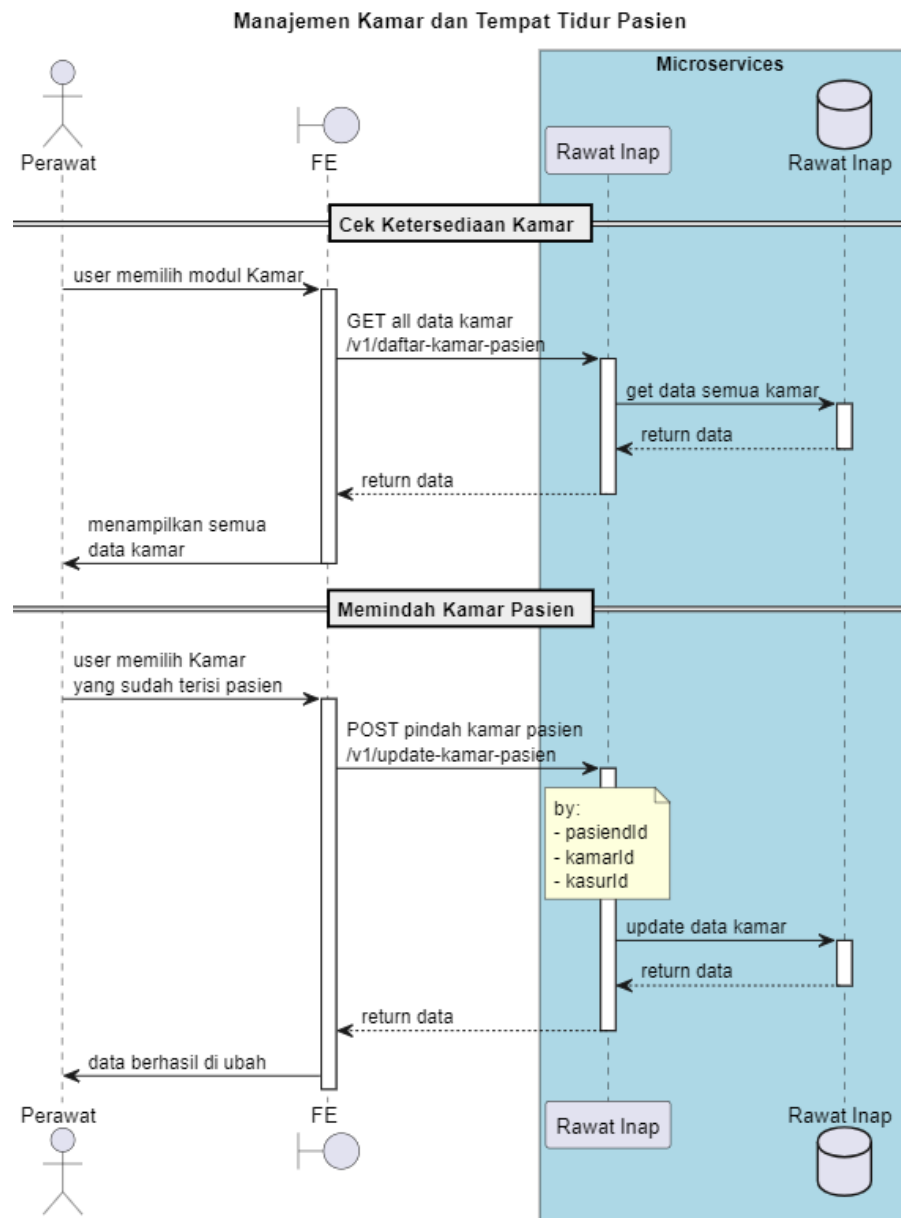 Manajemen Kamar dan Tempat Tidur Pasien
Microservices
Perawat
FE
Rawat Inap
Rawat Inap
Cek Ketersediaan Kamar
user memilih modul Kamar
GET all data kamar
/v1/daftar-kamar-pasien
get data semua kamar
return data
return data
menampilkan semua
data kamar
Memindah Kamar Pasien
user memilih Kamar
yang sudah terisi pasien
POST pindah kamar pasien
/v1/update-kamar-pasien
by:
- pasiendId
- kamarId
- kasurId
update data kamar
return data
return data
data berhasil di ubah
Perawat
FE
Rawat Inap
Rawat Inap